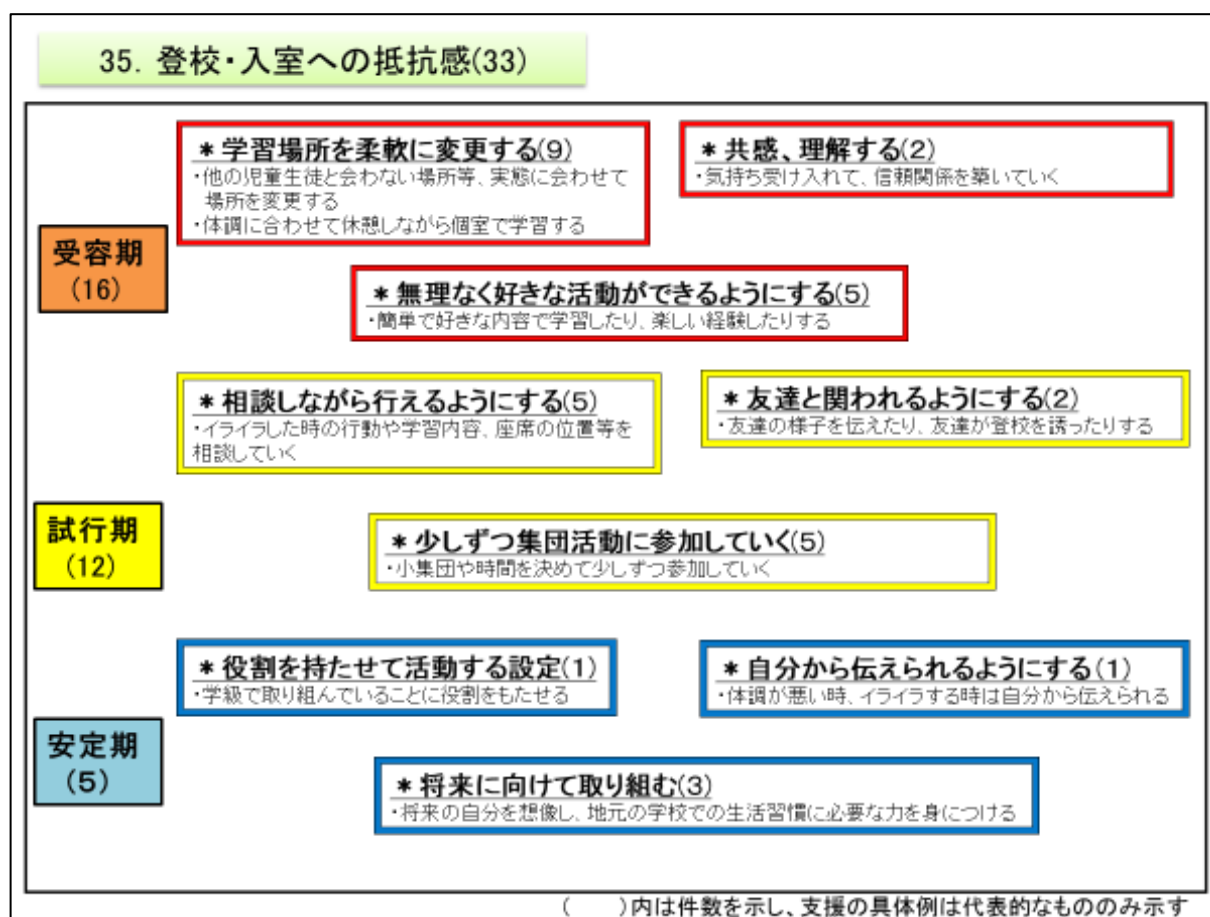 35. 登校・入室への抵抗感(33)
＊学習場所を柔軟に変更する(9)
・他の児童生徒と会わない場所等、実態に会わせて
場所を変更する
・体調に合わせて休憩しながら個室で学習する
＊共感、理解する(2)
・気持ち受け入れて、信頼関係を築いていく
受容期
(16)
＊無理なく好きな活動ができるようにする(5)
・簡単で好きな内容で学習したり、楽しい経験したりする
＊相談しながら行えるようにする(5)
・イライラした時の行動や学習内容、座席の位置等を
相談していく
＊友達と関われるようにする(2)
・友達の様子を伝えたり、友達が登校を誘ったりする
試行期
(12)
＊少しずつ集団活動に参加していく(5)
・小集団や時間を決めて少しずつ参加していく
＊役割を持たせて活動する設定(1)
・学級で取り組んでいることに役割をもたせる
＊自分から伝えられるようにする(1)
・体調が悪い時、イライラする時は自分から伝えられる
安定期
(5)
＊将来に向けて取り組む(3)
・将来の自分を想像し、地元の学校での生活習慣に必要な力を身につける
(　　)内は件数を示し、支援の具体例は代表的なもののみ示す